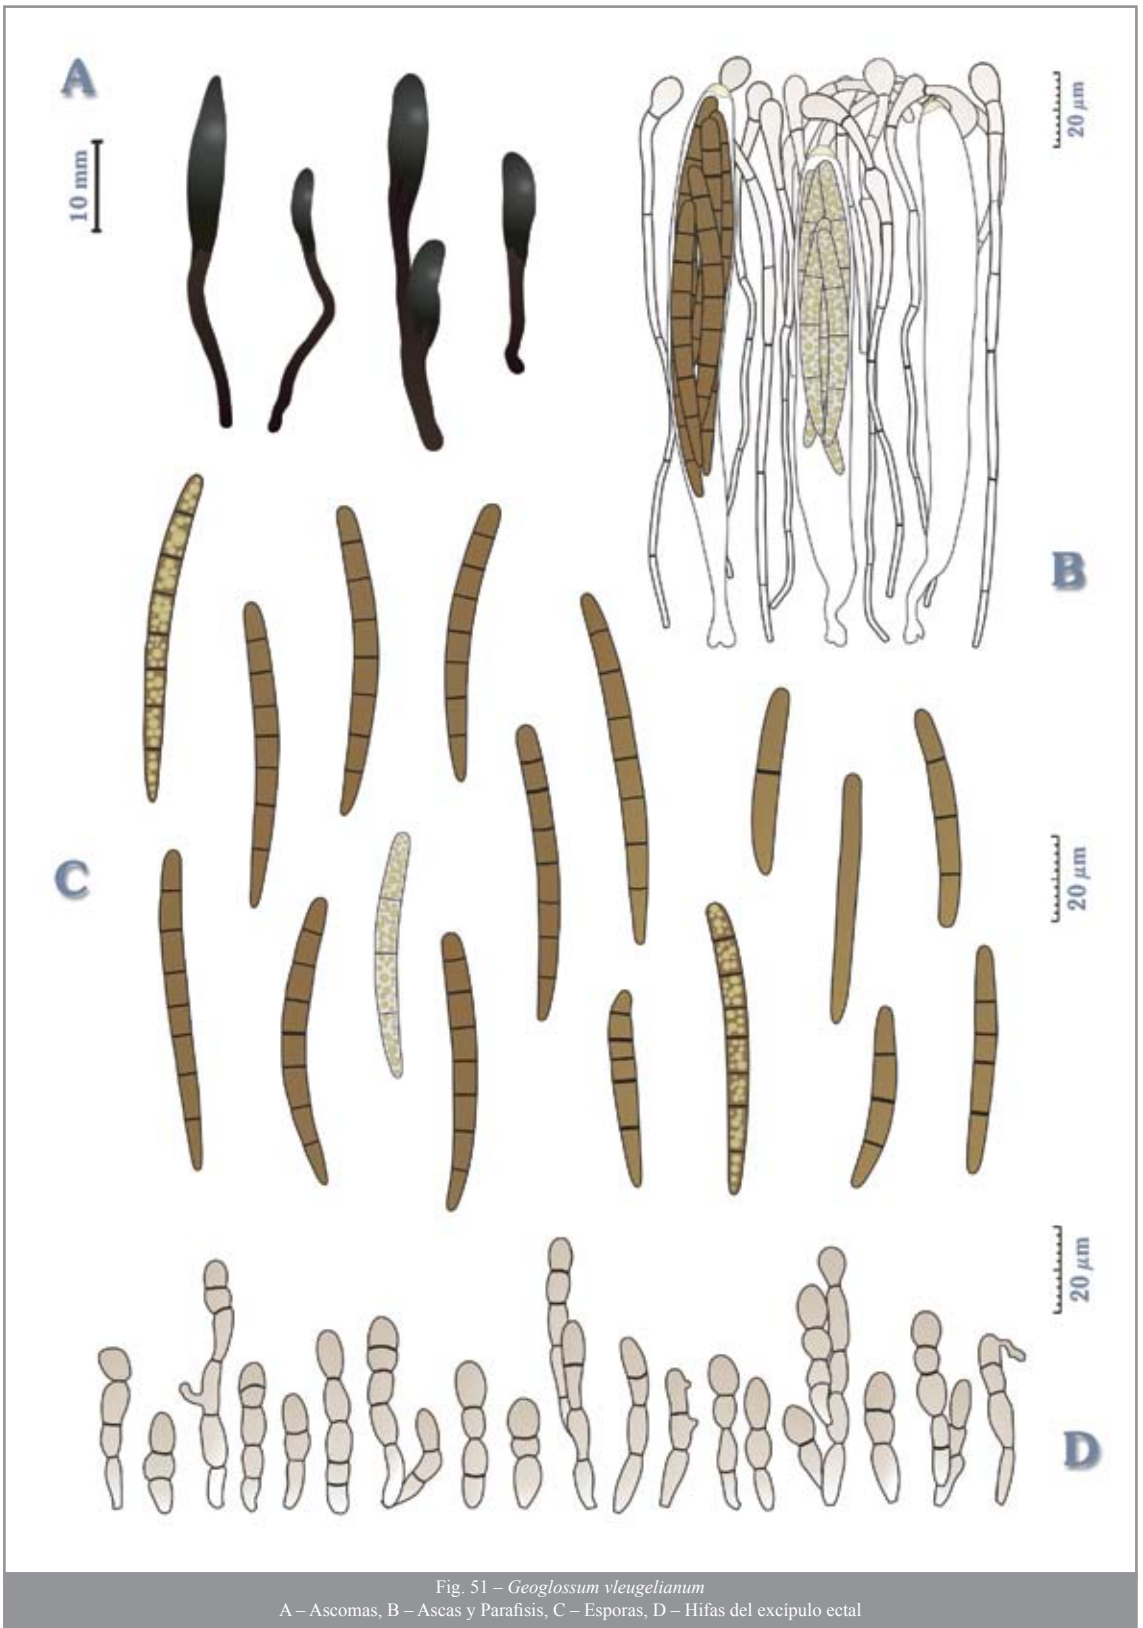 A
10 mm
20 µm
B
C
20 µm
20 µm
D
Fig. 51 – Geoglossum vleugelianum
A – Ascomas, B – Ascas y Parafisis, C – Esporas, D – Hifas del excípulo ectal